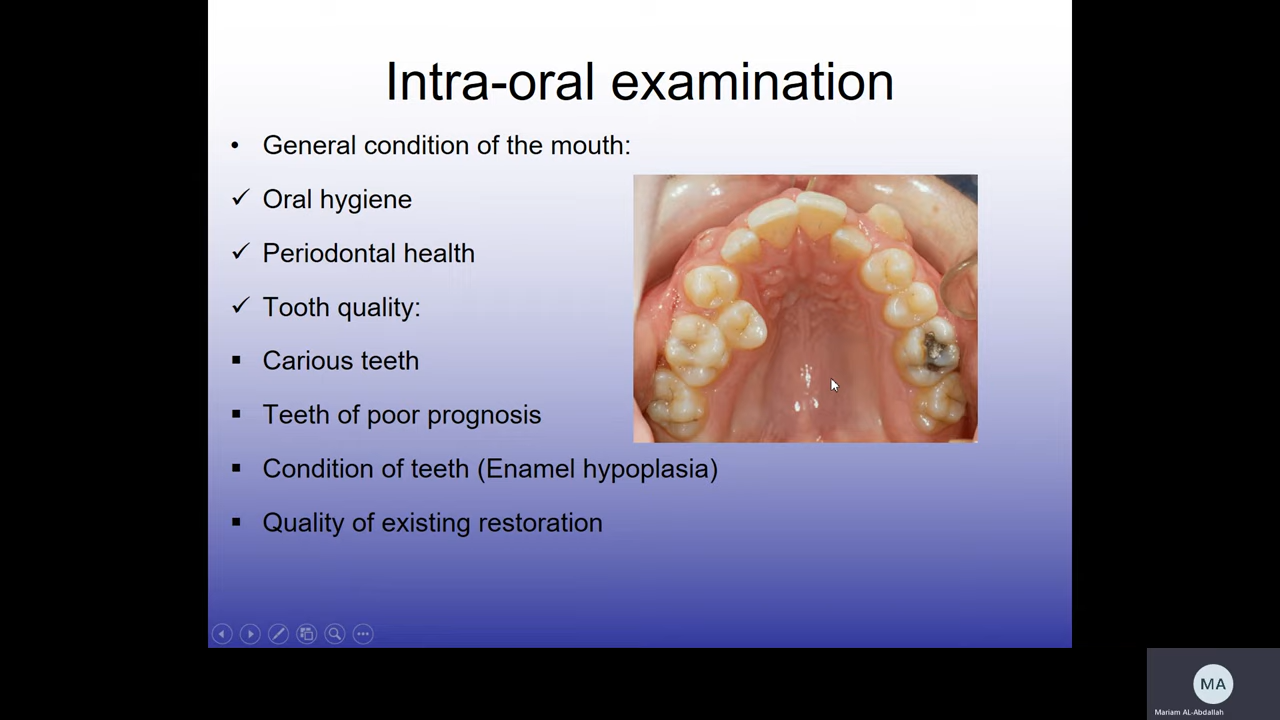 Intra-oral examination
• General condition of the mouth:
✓ Oral hygiene
✓ Periodontal health
✓ Tooth quality:
▪ Carious teeth
▪ Teeth of poor prognosis
▪ Condition of teeth (Enamel hypoplasia)
▪ Quality of existing restoration
MA
Mariam AL-Abdallah